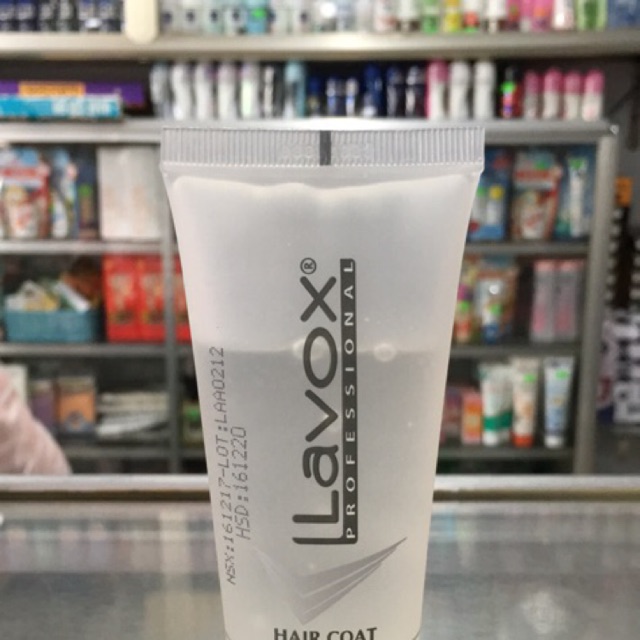 Lavox®
PROFESSIONAL
NSX:161217-LOT:LAA0212
HSD:161220
HAIR COAT